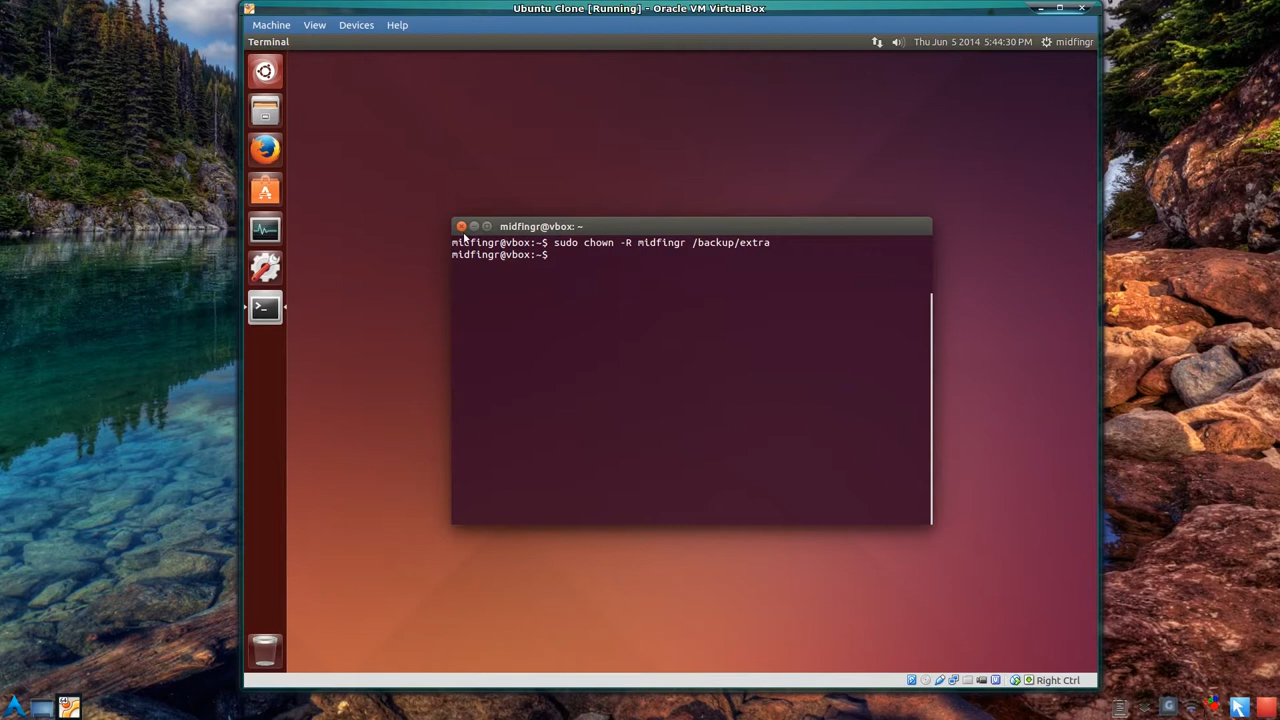 Ubuntu Clone [Running] - Oracle VM VirtualBox
Machine View Devices Help
Terminal
Thu Jun 5 2014 5:44:30 PM midfingr
midfingr@vbox: ~
midfingr@vbox:~$ sudo chown -R midfingr /backup/extra
midfingr@vbox:~$
Right Ctrl